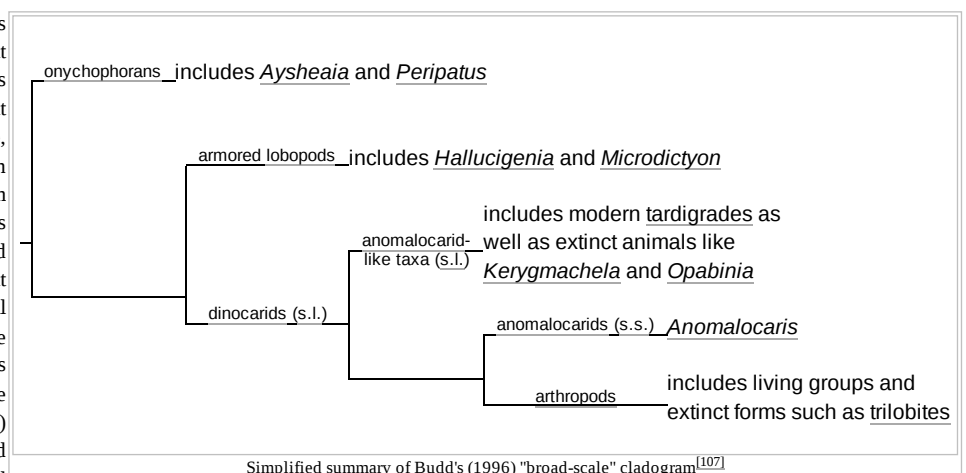 onychophorans includes Aysheaia and Peripatus
armored lobopods includes Hallucigenia and Microdictyon
includes modern tardigrades as
anomalocarid- well as extinct animals like
like taxa (s.l.) Kerygmachela and Opabinia
dinocarids (s.l.)
anomalocarids (s.s.) Anomalocaris
includes living groups and
arthropods
extinct forms such as trilobites
Simplified summary of Budd's (1996) "broad-scale" cladogram[107]